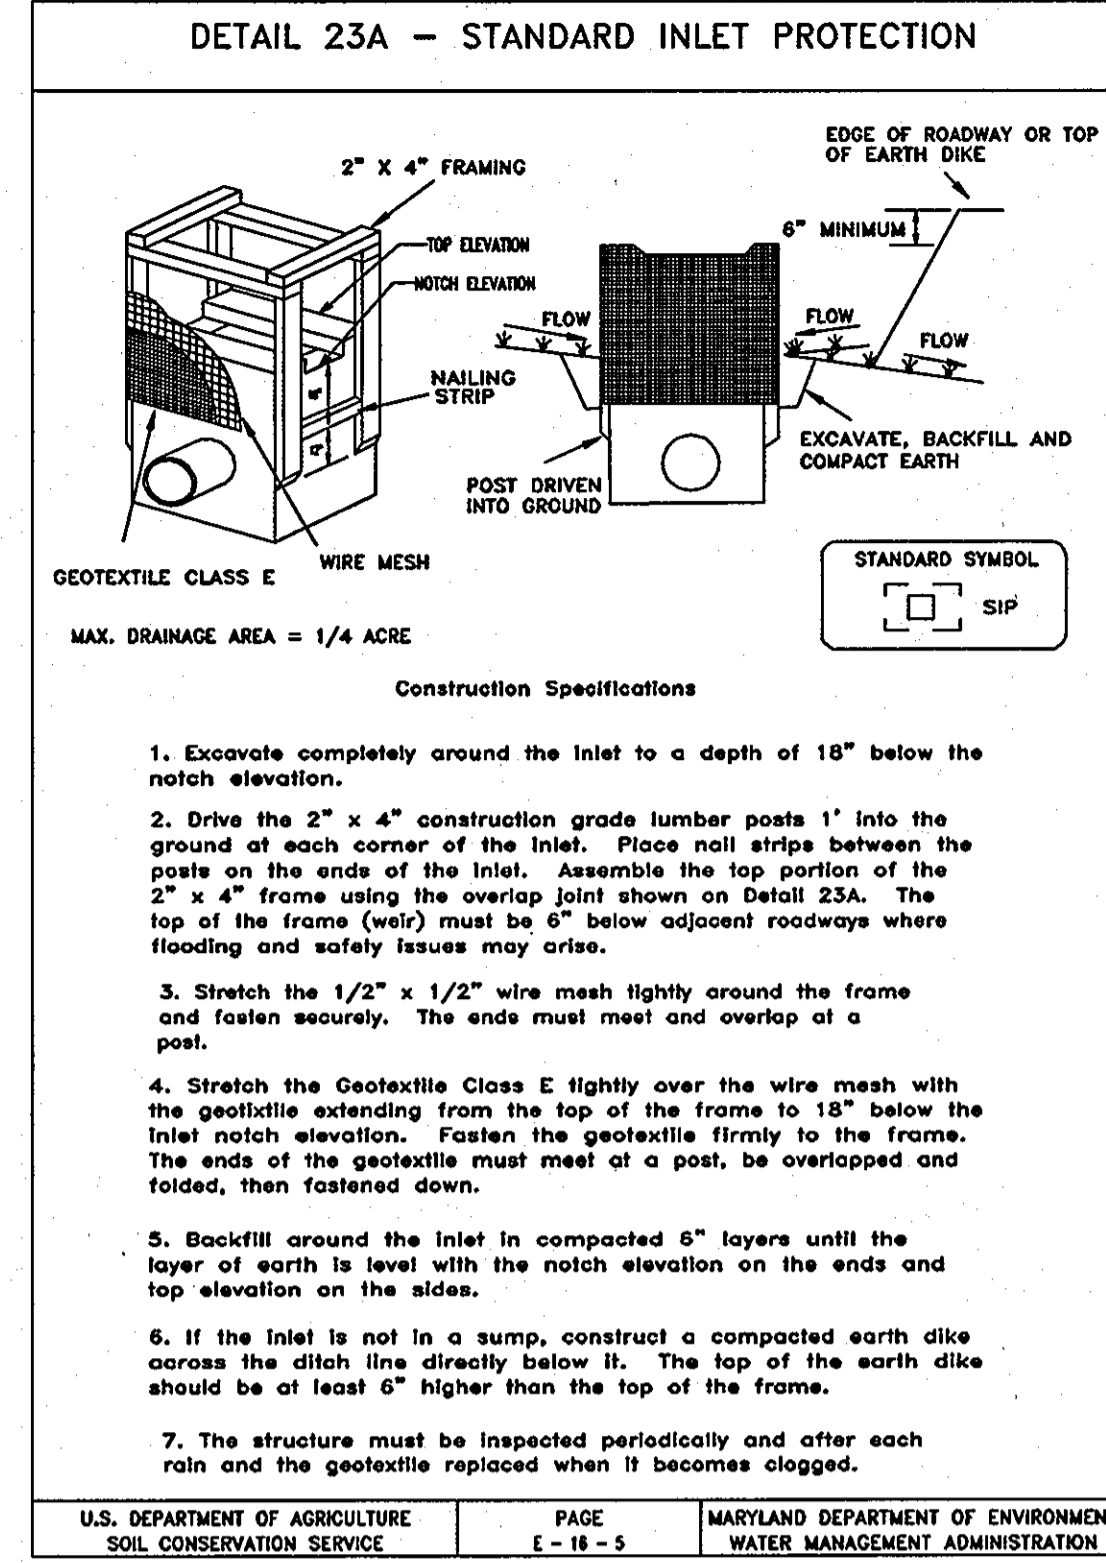 DETAIL 23A – STANDARD INLET PROTECTION
EDGE OF ROADWAY OR TOP
OF EARTH DIKE
2" X 4" FRAMING
6" MINIMUM
TOP ELEVATION
NOTCH ELEVATION
FLOW
FLOW
FLOW
NAILING
STRIP
EXCAVATE, BACKFILL AND
COMPACT EARTH
POST DRIVEN
INTO GROUND
WIRE MESH
GEOTEXTILE CLASS E
STANDARD SYMBOL
SIP
MAX. DRAINAGE AREA = 1/4 ACRE
Construction Specifications
1. Excavate completely around the inlet to a depth of 18" below the
notch elevation.
2. Drive the 2" x 4" construction grade lumber posts 1' into the
ground at each corner of the inlet. Place nail strips between the
posts on the ends of the inlet. Assemble the top portion of the
2" x 4" frame using the overlap joint shown on Detail 23A. The
top of the frame (weir) must be 6" below adjacent roadways where
flooding and safety issues may arise.
3. Stretch the 1/2" x 1/2" wire mesh tightly around the frame
and fasten securely. The ends must meet and overlap at a
post.
4. Stretch the Geotextile Class E tightly over the wire mesh with
the geotixtile extending from the top of the frame to 18" below the
inlet notch elevation. Fasten the geotextile firmly to the frame.
The ends of the geotextile must meet at a post, be overlapped and
folded, then fastened down.
5. Backfill around the inlet in compacted 6" layers until the
layer of earth is level with the notch elevation on the ends and
top elevation on the sides.
6. If the inlet is not in a sump, construct a compacted earth dike
across the ditch line directly below it. The top of the earth dike
should be at least 6" higher than the top of the frame.
7. The structure must be inspected periodically and after each
rain and the geotextile replaced when it becomes clogged.
U.S. DEPARTMENT OF AGRICULTURE
SOIL CONSERVATION SERVICE
PAGE
E – 16 – 5
MARYLAND DEPARTMENT OF ENVIRONMEN
WATER MANAGEMENT ADMINISTRATION